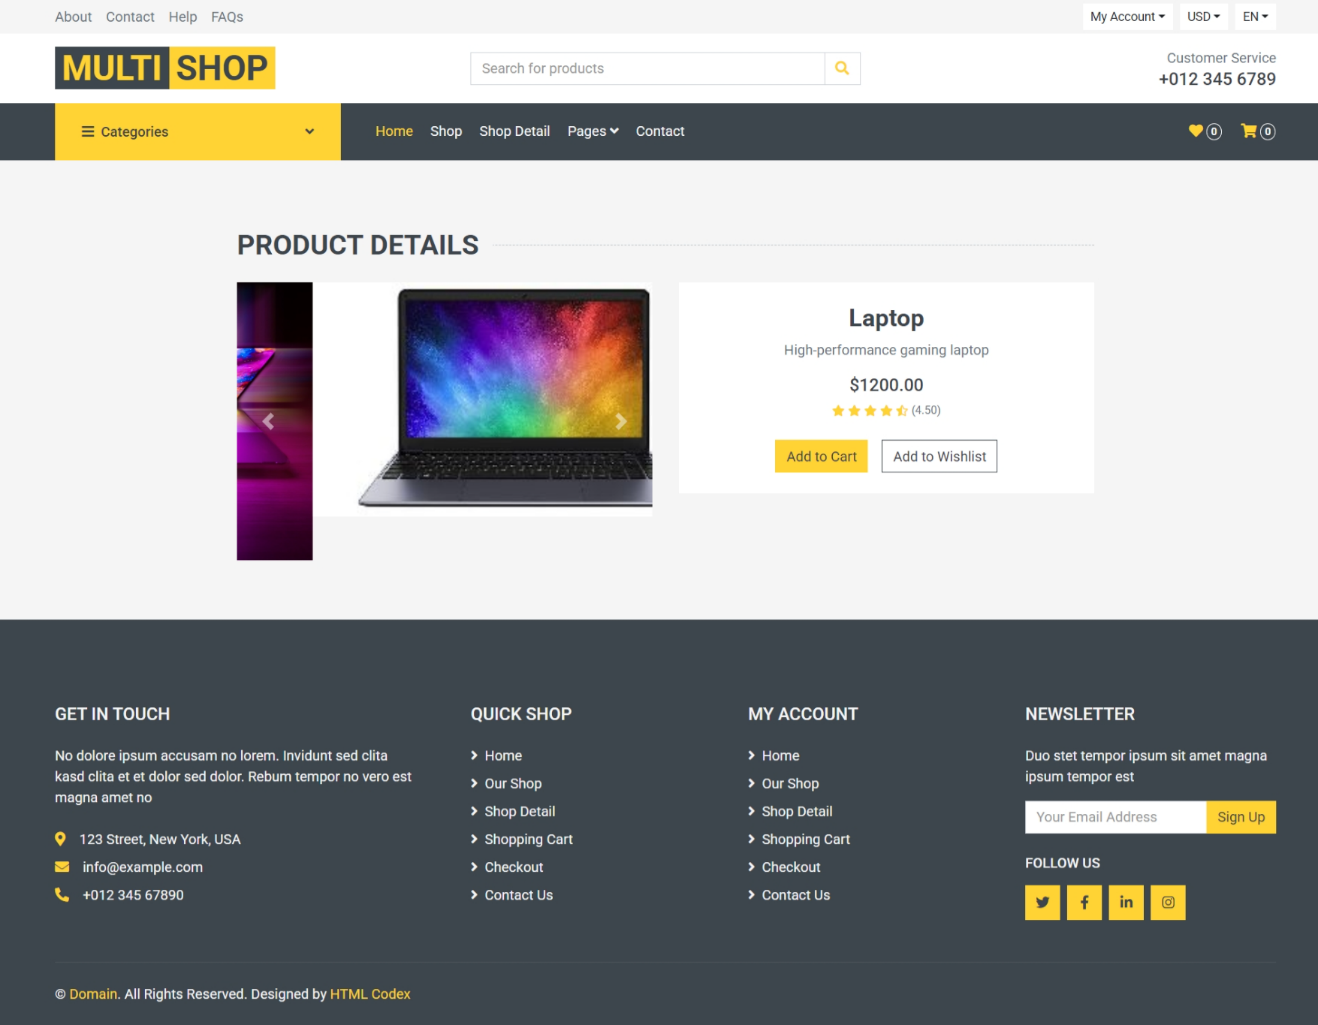 About Contact Help FAQs
My Account USD EN
MULTI SHOP
Search for products
Customer Service
+012 345 6789
Categories
Home Shop Shop Detail Pages Contact
0 0
PRODUCT DETAILS
Laptop
High-performance gaming laptop
$1200.00
(4.50)
Add to Cart Add to Wishlist
GET IN TOUCH
No dolore ipsum accusam no lorem. Invidunt sed clita
kasd clita et et dolor sed dolor. Rebum tempor no vero est
magna amet no
123 Street, New York, USA
info@example.com
+012 345 67890
QUICK SHOP
Home
Our Shop
Shop Detail
Shopping Cart
Checkout
Contact Us
MY ACCOUNT
Home
Our Shop
Shop Detail
Shopping Cart
Checkout
Contact Us
NEWSLETTER
Duo stet tempor ipsum sit amet magna
ipsum tempor est
Your Email Address Sign Up
FOLLOW US
© Domain. All Rights Reserved. Designed by HTML Codex